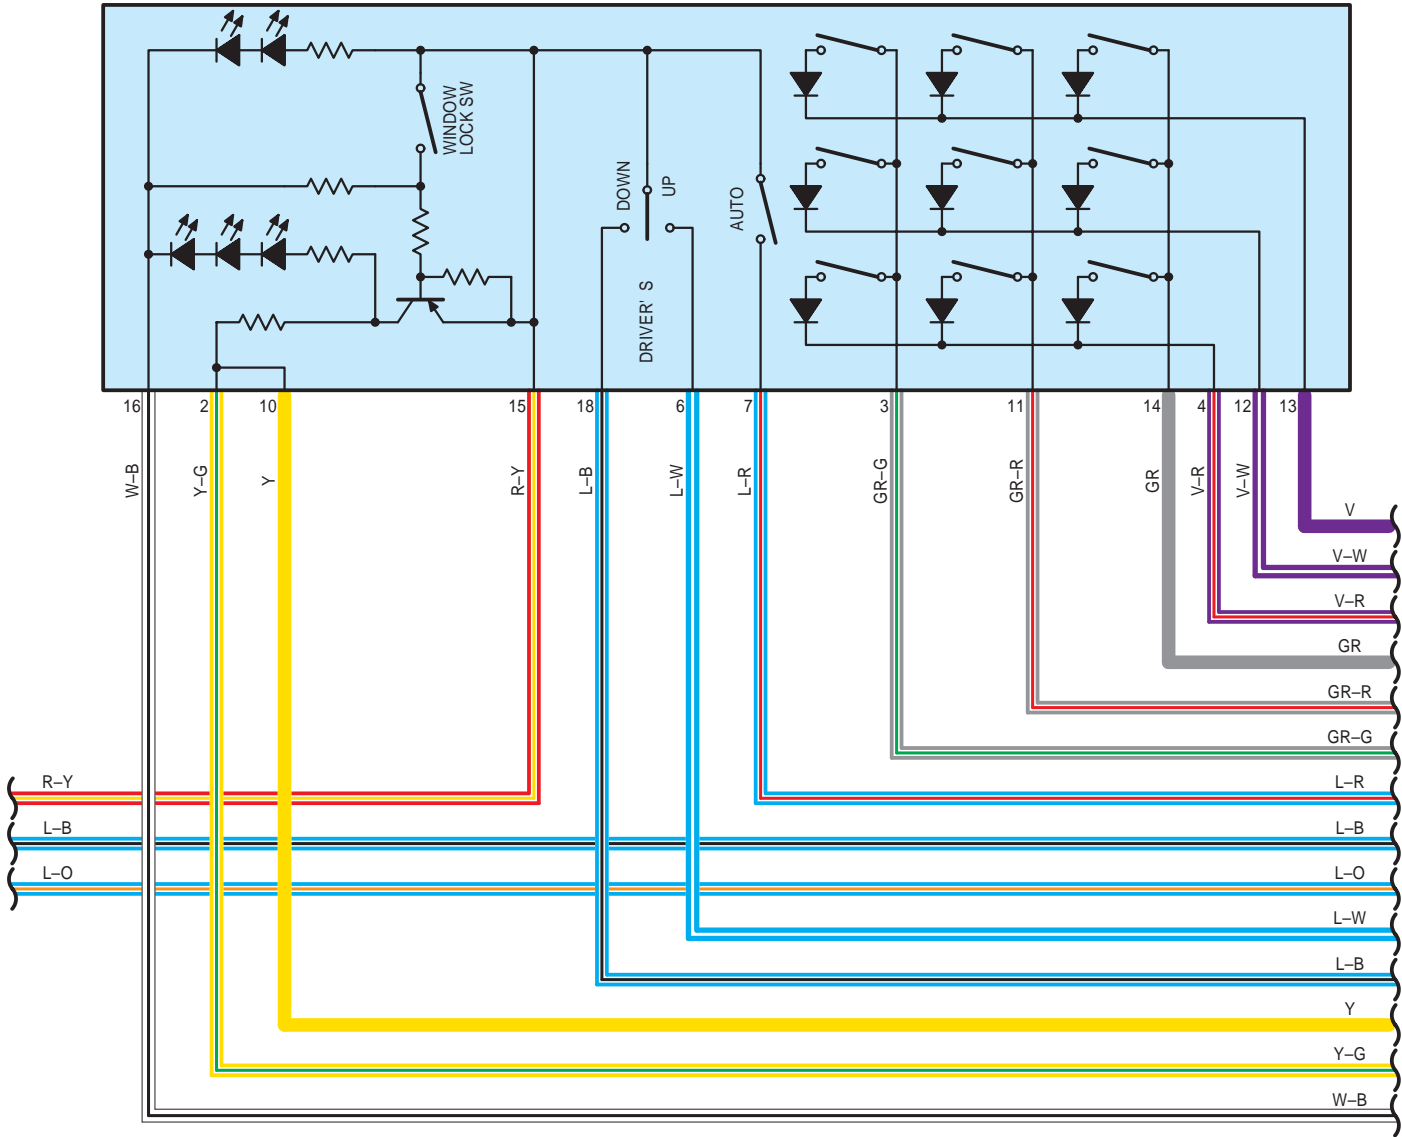 WINDOW
LOCK SW
DOWN
UP
DRIVER' S
AUTO
16
2
10
15
18
6
7
3
11
14
4
12
13
W–B
Y–G
Y
R–Y
L–B
L–W
L–R
GR–G
GR–R
GR
V–R
V–W
V
V–W
V–R
GR
GR–R
GR–G
R–Y
L–R
L–B
L–B
L–O
L–O
L–W
L–B
Y
Y–G
W–B